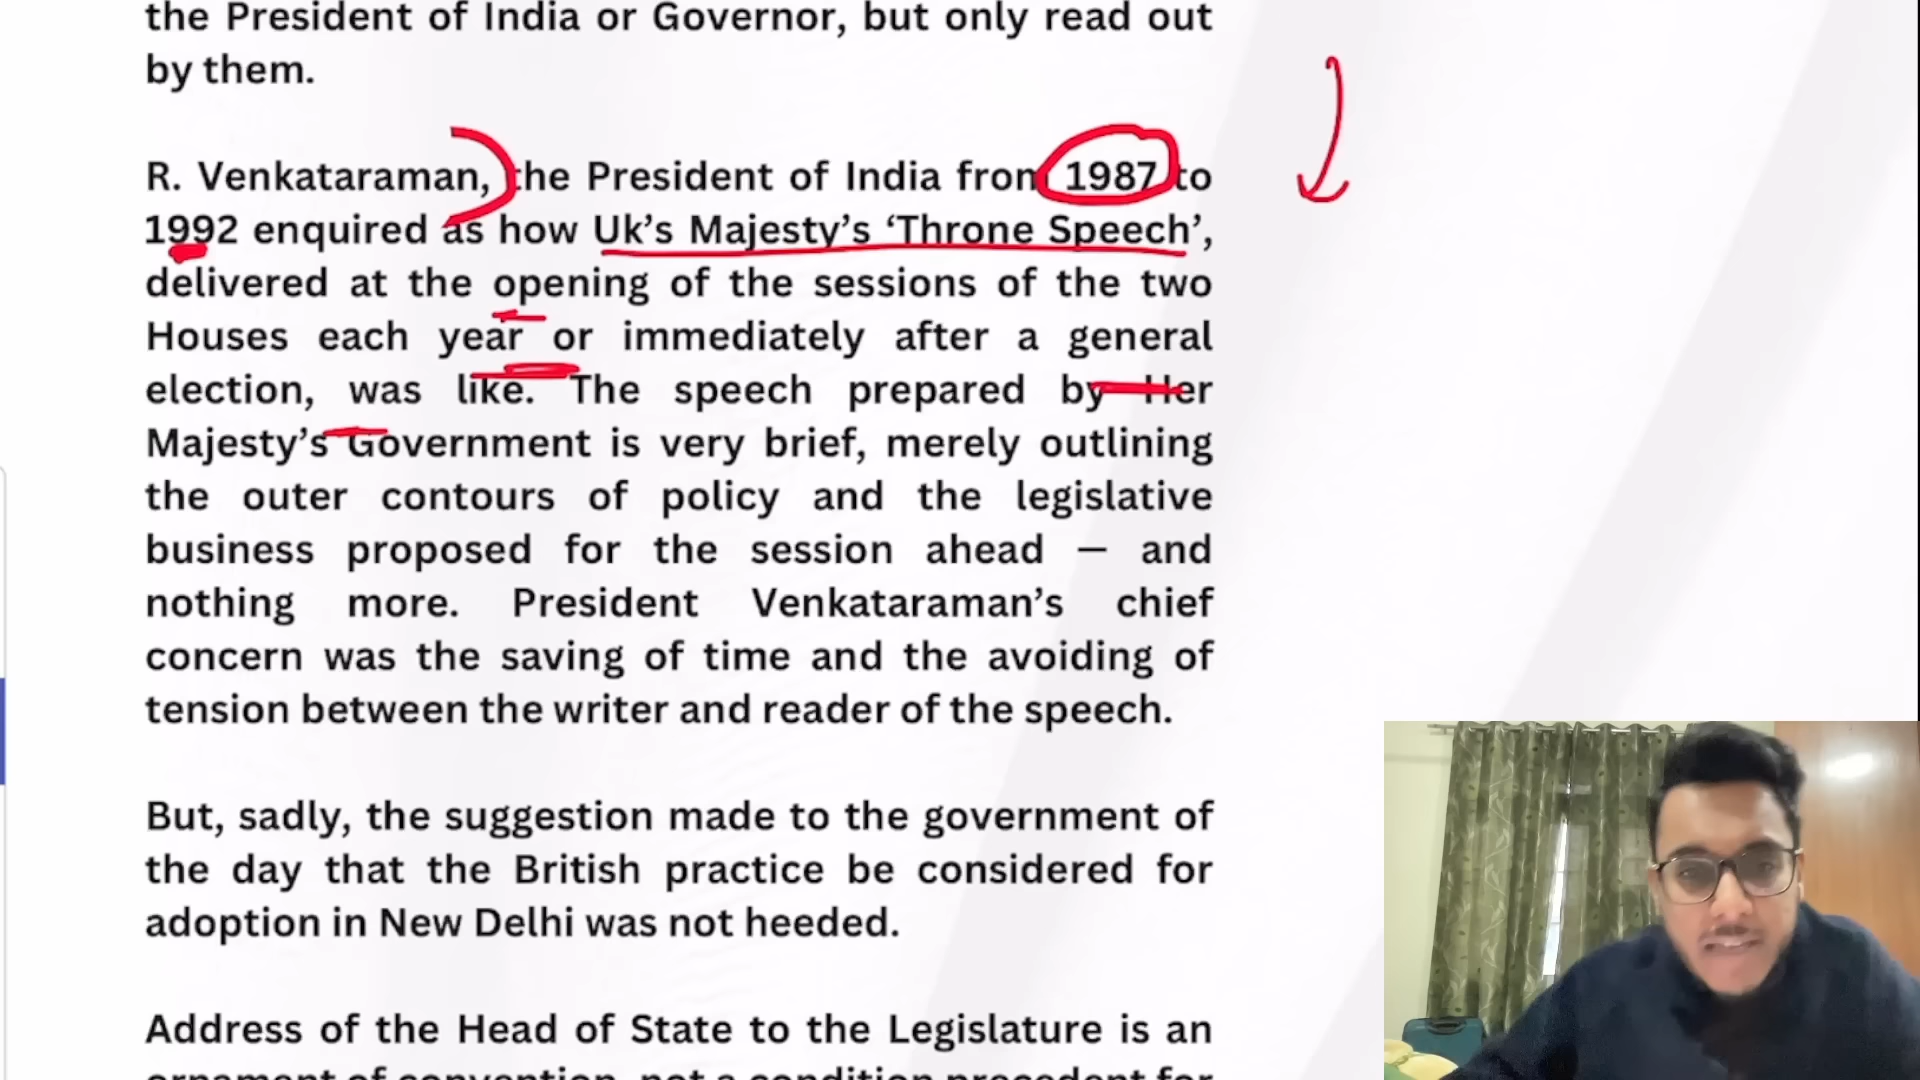 the President of India or Governor, but only read out
by them.
R. Venkataraman, the President of India from 1987 to
1992 enquired as how Uk's Majesty's ‘Throne Speech’,
delivered at the opening of the sessions of the two
Houses each year or immediately after a general
election, was like. The speech prepared by Her
Majesty’s Government is very brief, merely outlining
the outer contours of policy and the legislative
business proposed for the session ahead — and
nothing more. President Venkataraman’s chief
concern was the saving of time and the avoiding of
tension between the writer and reader of the speech.
But, sadly, the suggestion made to the government of
the day that the British practice be considered for
adoption in New Delhi was not heeded.
Address of the Head of State to the Legislature is an
ornament of convention, not a condition precedent for